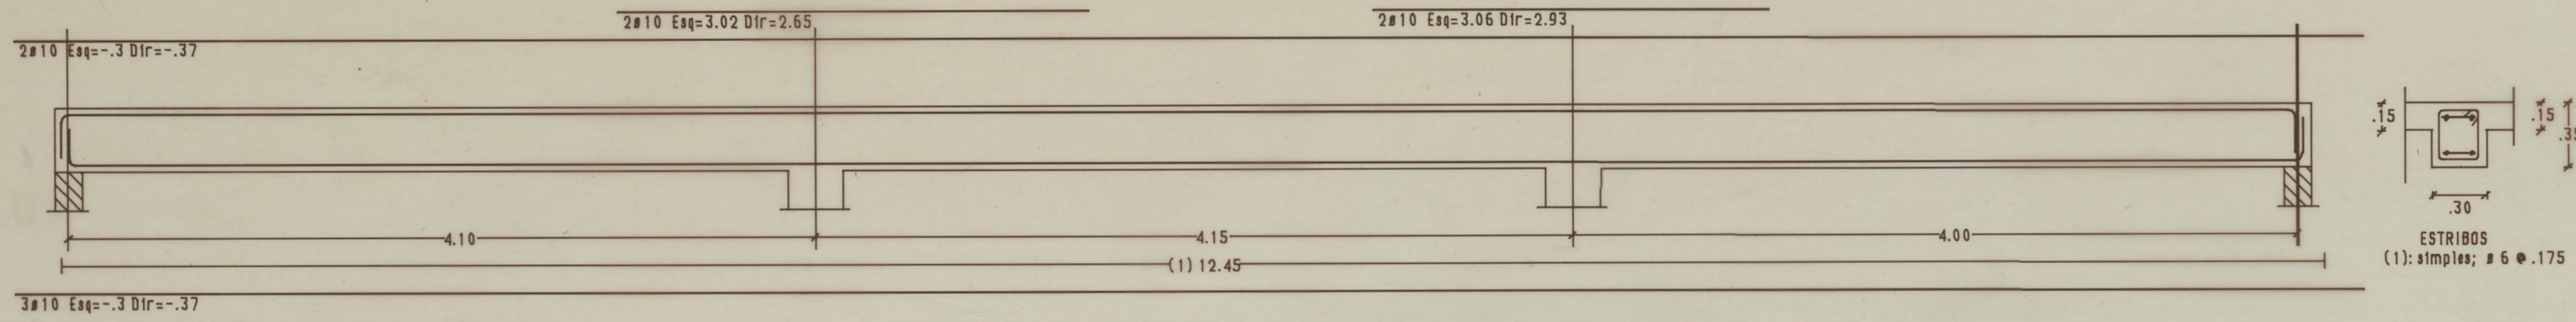 2ø10 Esq=3.02 Dir=2.65
2ø10 Esq=3.06 Dir=2.93
2ø10 Esq=-.3 Dir=-.37
.15
.15
.30
4.10
4.15
4.00
(1) 12.45
ESTRIBOS
(1): simples; ø 6 @ .175
3ø10 Esq=-.3 Dir=-.37